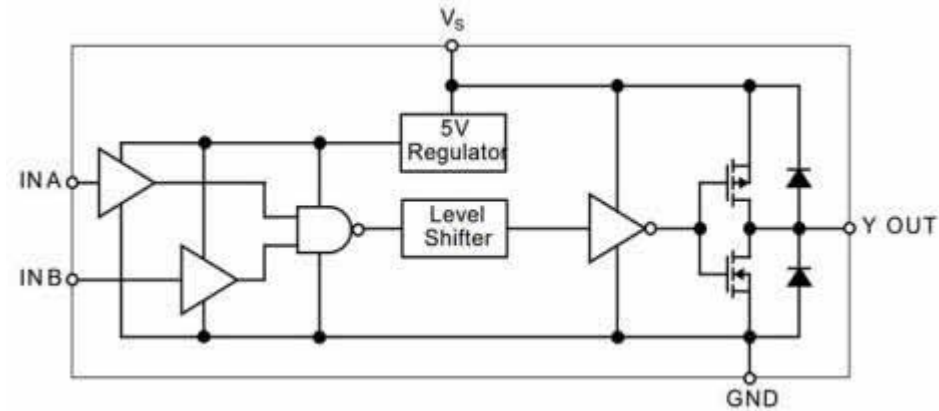 VS
5V
Regulator
INA
Level
Shifter
Y OUT
INB
GND